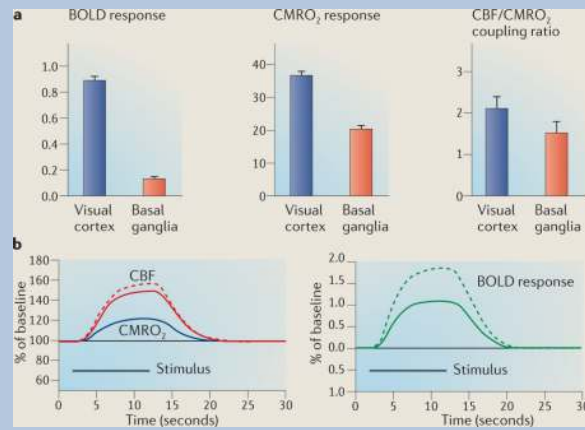 a
BOLD response
1.0
0.8
0.6
0.4
0.2
0.0
Visual
cortex
Basal
ganglia
CMRO₂ response
40
30
20
10
0
Visual
cortex
Basal
ganglia
CBF/CMRO₂
coupling ratio
3
2
1
0
Visual
cortex
Basal
ganglia
b
% of baseline
180
160
140
120
100
80
60
CBF
CMRO₂
Stimulus
0
5
10
15
20
25
30
Time (seconds)
% of baseline
2.0
1.5
1.0
0.5
0.0
0.5
1.0
BOLD response
Stimulus
0
5
10
15
20
25
30
Time (seconds)